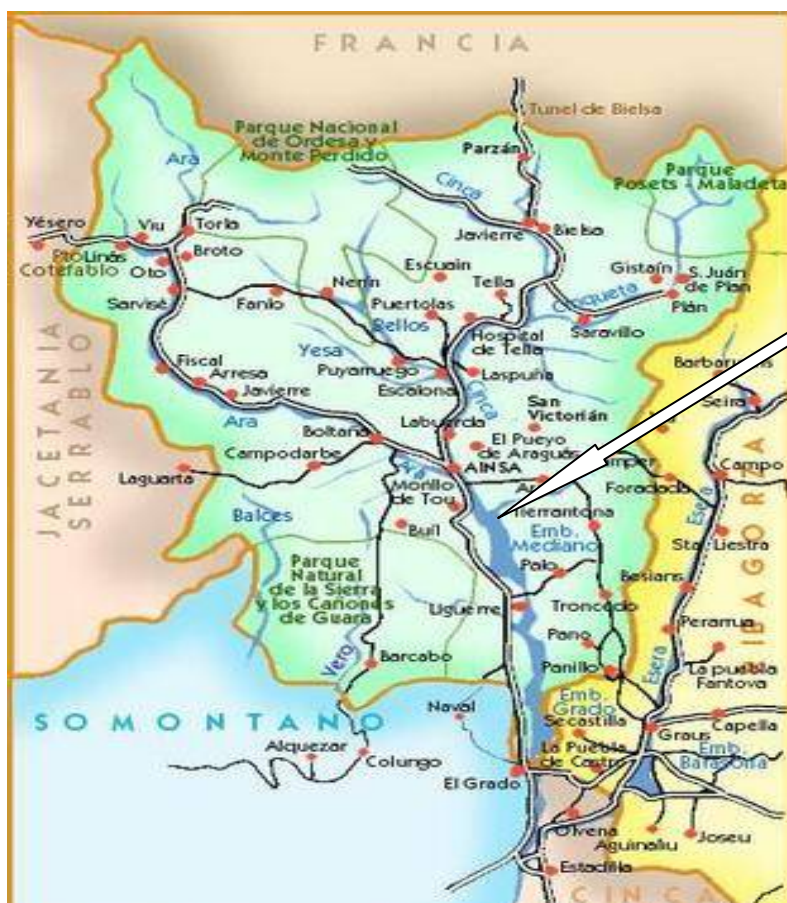 FRANCIA
Tunel de Bielsa
Parque Nacional
de Ordesa y
Monte Perdido
Parzán
Ara
Cinca
Parque
Posets - Maladeta
Yésero
Viu
Torla
Javierre
Bielsa
Linás
Broto
Cotefablo
Oto
Escuain
Gistaín
S. Juán
de Plan
Sarvisé
Fanlo
Nerín
Tella
Cinqueta
Plán
Puertolas
Bellos
Hospital
de Tella
Saravillo
Yesa
Fiscal
Arresa
Puyarruego
Laspuña
Javierre
Escalona
Cinca
Seira
San
Victorián
Ara
Labuerda
Boltaña
El Pueyo
de Araguás
JACETANIA
SERRABLO
Campodarbe
Ara
AINSA
Campo
Laguarta
Morillo
de Tou
Foradada
Esera
Tierrantona
Balces
Buil
Emb.
Mediano
Sta. Liestra
Parque
Natural
de la Sierra
y los Cañones
de Guara
Palo
Besians
Troncedo
Pano
Perarrua
Vero
Barcabo
Panillo
Esera
La puebla
Fantova
SOMONTANO
Naval
Emb.
Grado
Secastilla
Capella
Graus
Alquezar
Colungo
La Puebla
de Castro
Emb.
El Grado
Olvena
Aguinaliu
Joseu
Estadilla
CINCA